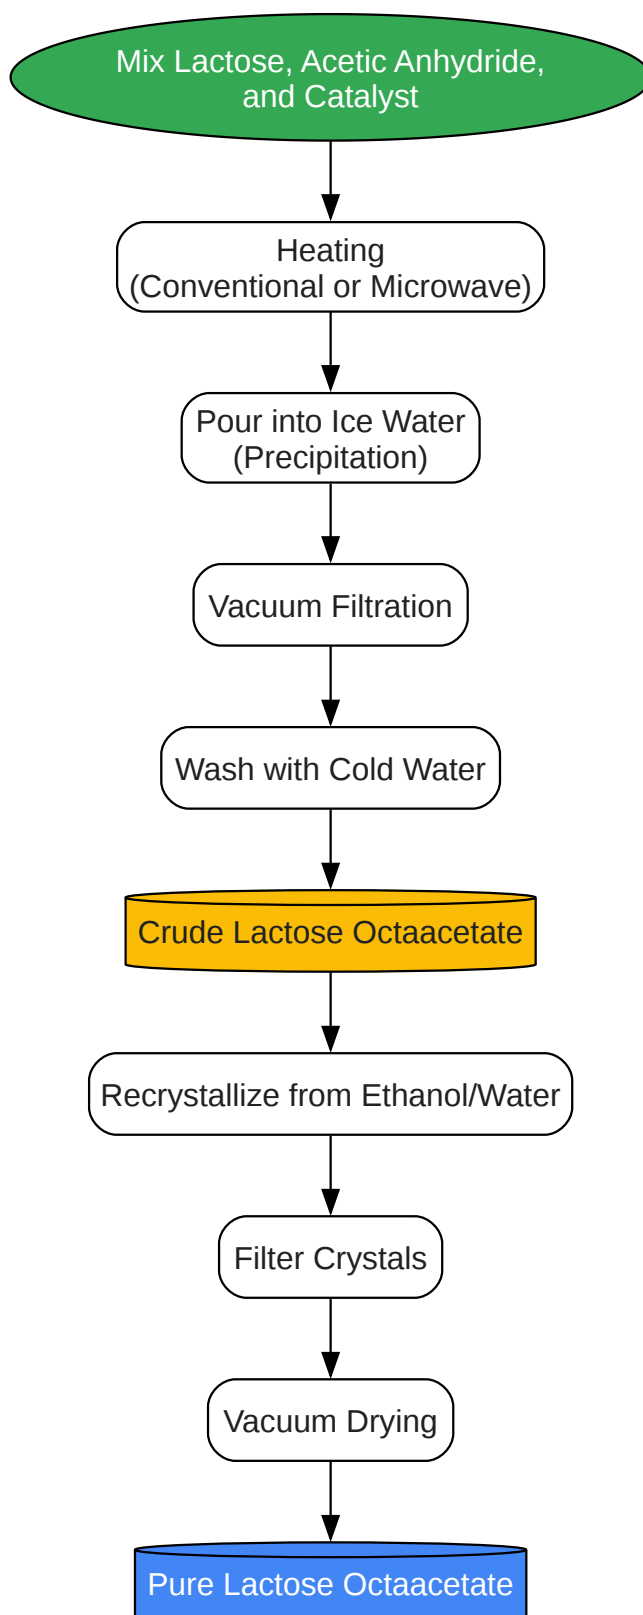 Mix Lactose, Acetic Anhydride,
and Catalyst
Heating
(Conventional or Microwave)
Pour into Ice Water
(Precipitation)
Vacuum Filtration
Wash with Cold Water
Crude Lactose Octaacetate
Recrystallize from Ethanol/Water
Filter Crystals
Vacuum Drying
Pure Lactose Octaacetate